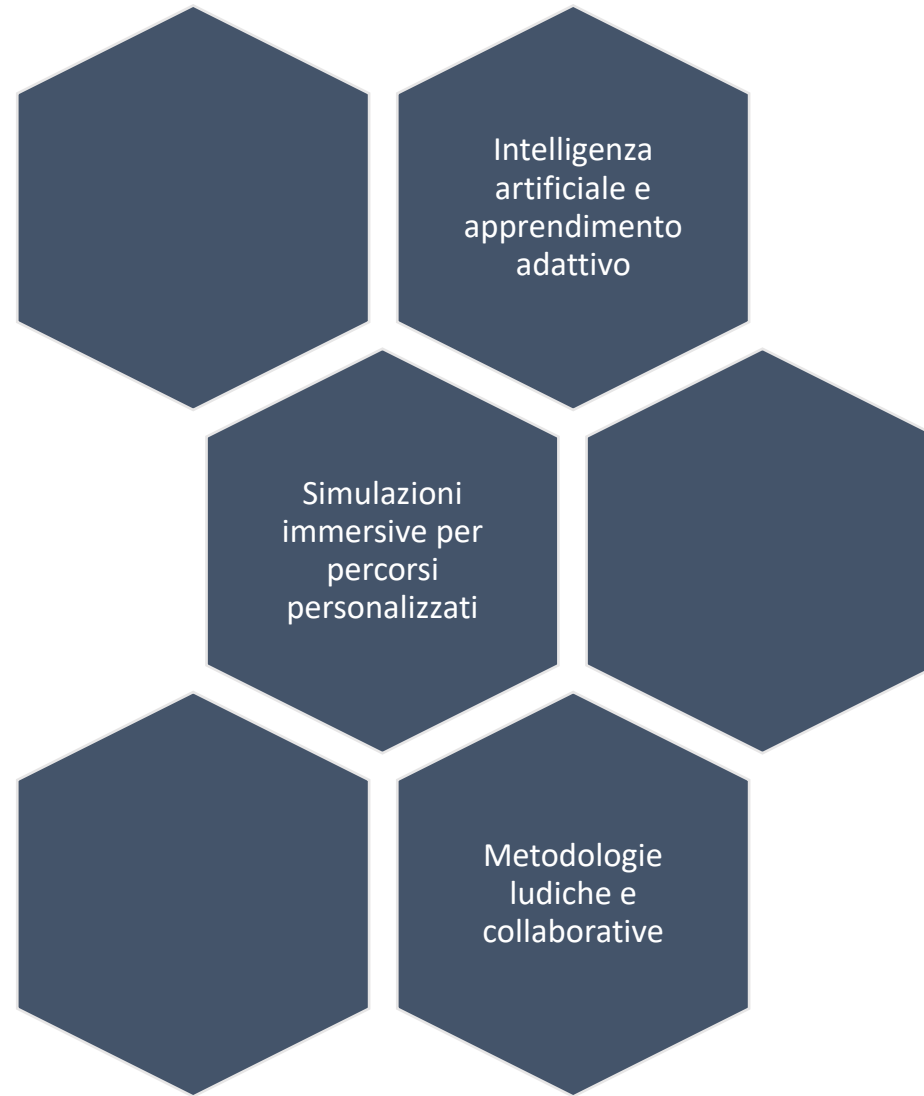 Intelligenza
artificiale e
apprendimento
adattivo
Simulazioni
immersive per
percorsi
personalizzati
Metodologie
ludiche e
collaborative